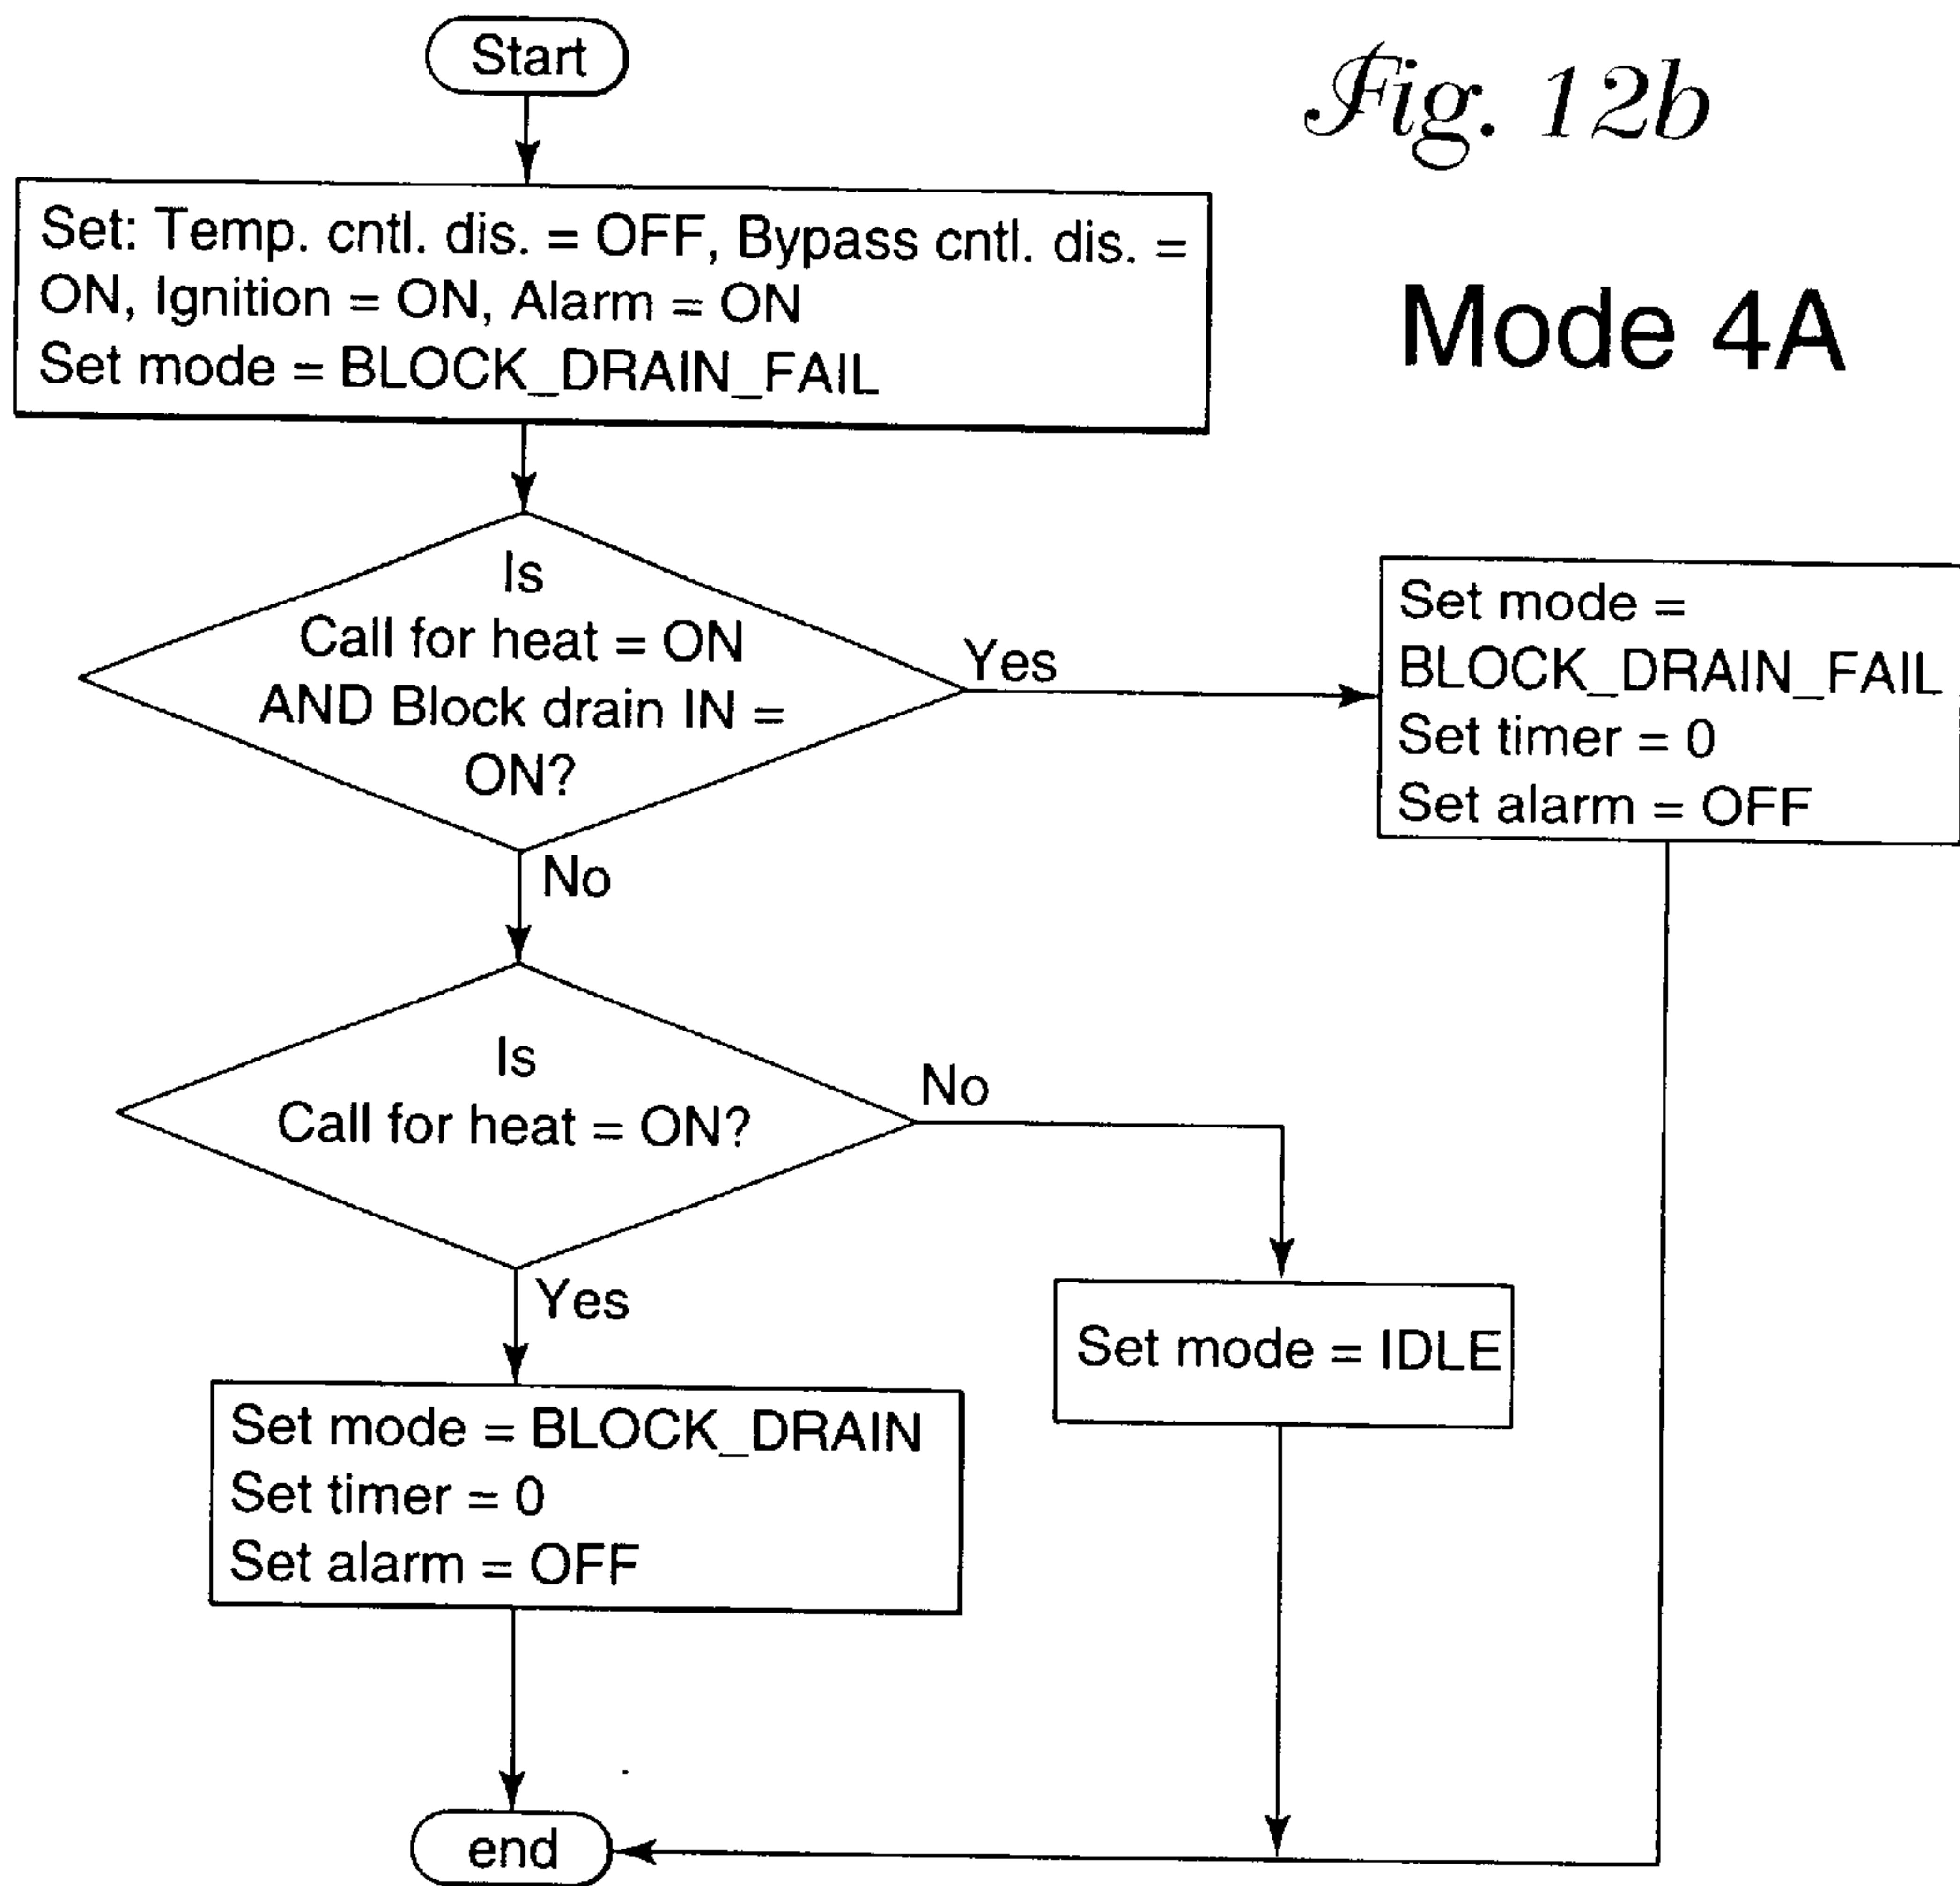 Start
Fig. 12b
Mode 4A
Set: Temp. cntl. dis. = OFF, Bypass cntl. dis. =
ON, Ignition = ON, Alarm = ON
Set mode = BLOCK_DRAIN_FAIL
Is
Call for heat = ON
AND Block drain IN =
ON?
Yes
Set mode =
BLOCK_DRAIN_FAIL
Set timer = 0
Set alarm = OFF
No
Is
Call for heat = ON?
No
Set mode = IDLE
Yes
Set mode = BLOCK_DRAIN
Set timer = 0
Set alarm = OFF
end